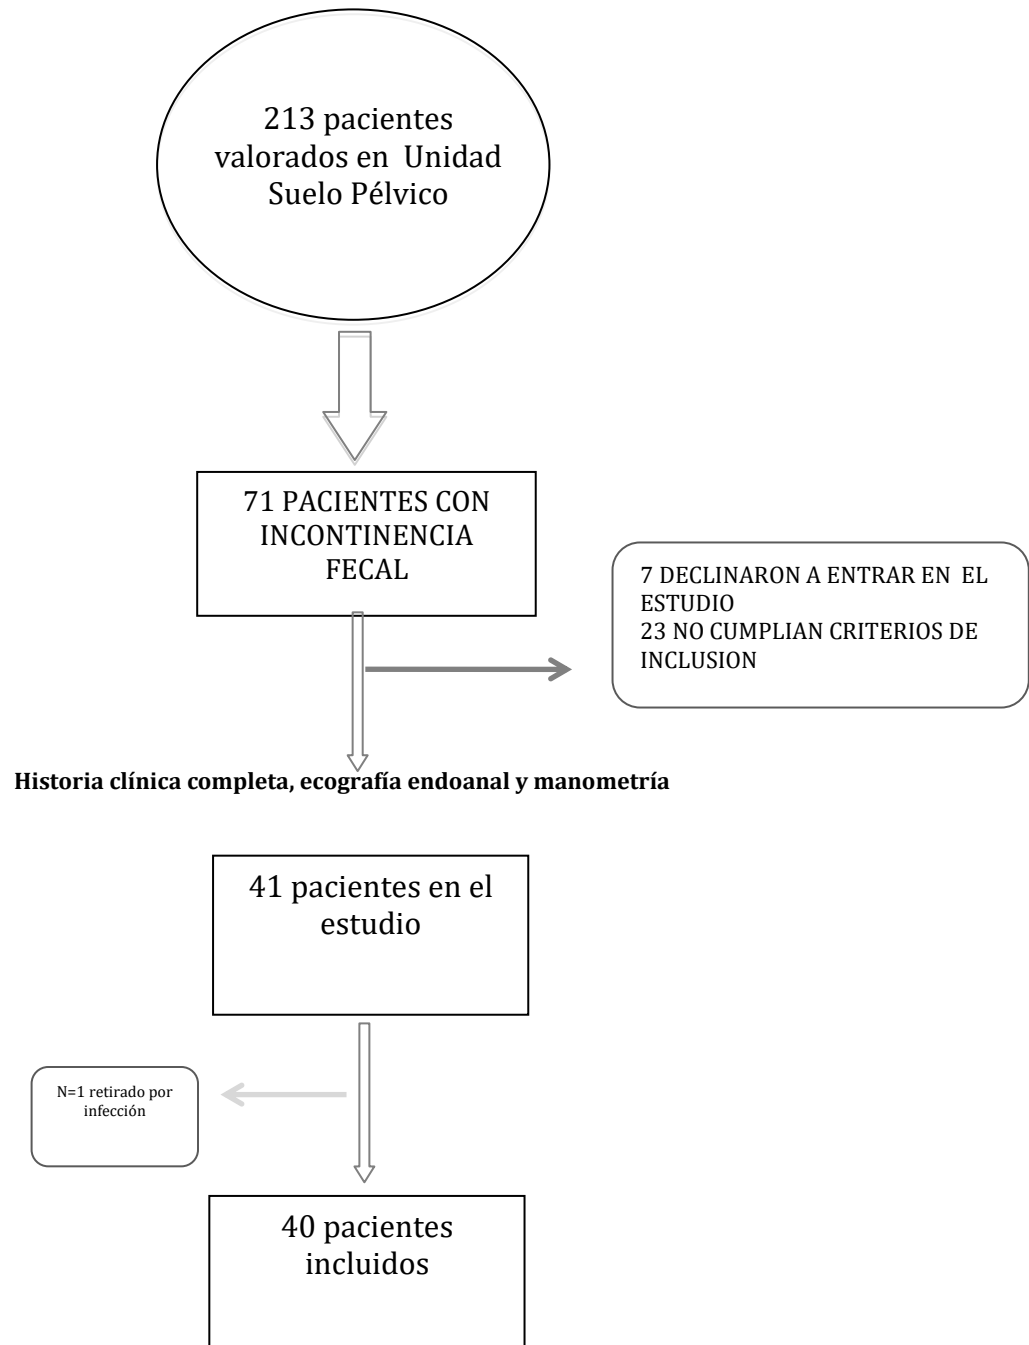 213 pacientes
valorados en  Unidad
Suelo Pélvico
71 PACIENTES CON
INCONTINENCIA
FECAL
7 DECLINARON A ENTRAR EN  EL
ESTUDIO
23 NO CUMPLIAN CRITERIOS DE
INCLUSION
Historia clínica completa, ecografía endoanal y manometría
41 pacientes en el
estudio
N=1 retirado por
infección
40 pacientes
incluidos